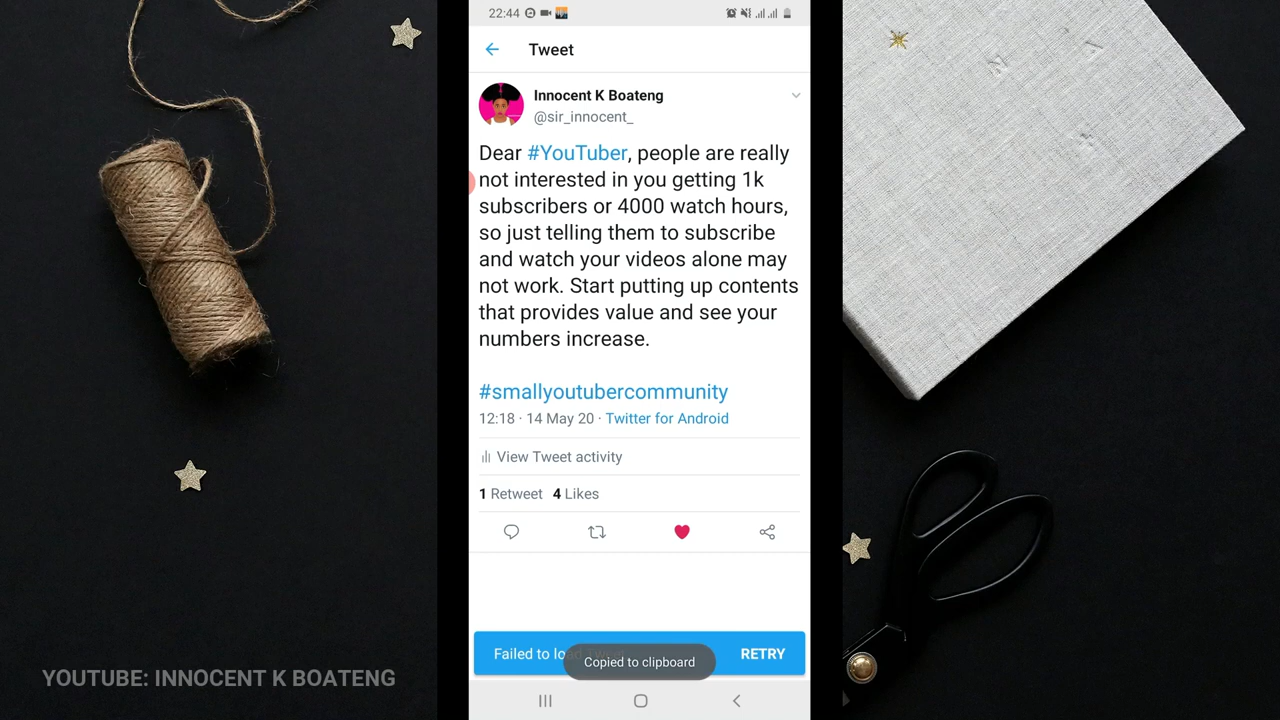 22:44
Tweet
Innocent K Boateng
@sir_innocent_
Dear #YouTuber, people are really
not interested in you getting 1k
subscribers or 4000 watch hours,
so just telling them to subscribe
and watch your videos alone may
not work. Start putting up contents
that provides value and see your
numbers increase.
#smallyoutubercommunity
12:18 · 14 May 20 · Twitter for Android
View Tweet activity
1 Retweet 4 Likes
Failed to
RETRY
Copied to clipboard
YOUTUBE: INNOCENT K BOATENG